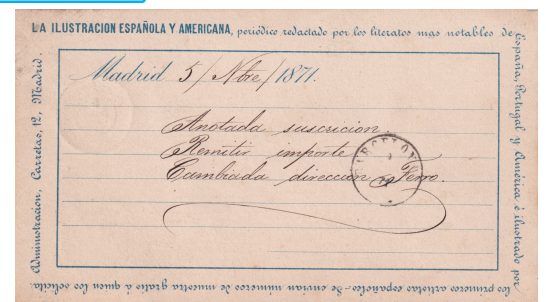 LA ILUSTRACION ESPAÑOLA Y AMERICANA, periódico redactado por los literatos mas notables de
España, Portugal y América é ilustrado por
los primeros artistas españoles-Se envian números de muestra gratis á quien los solicita.
Administracion, Carretas, 12, Madrid.
Madrid 5/Nbre/1871.
Anotada suscricion.
Remitir importe
Cambiada direccion Ferro.
BARCELON